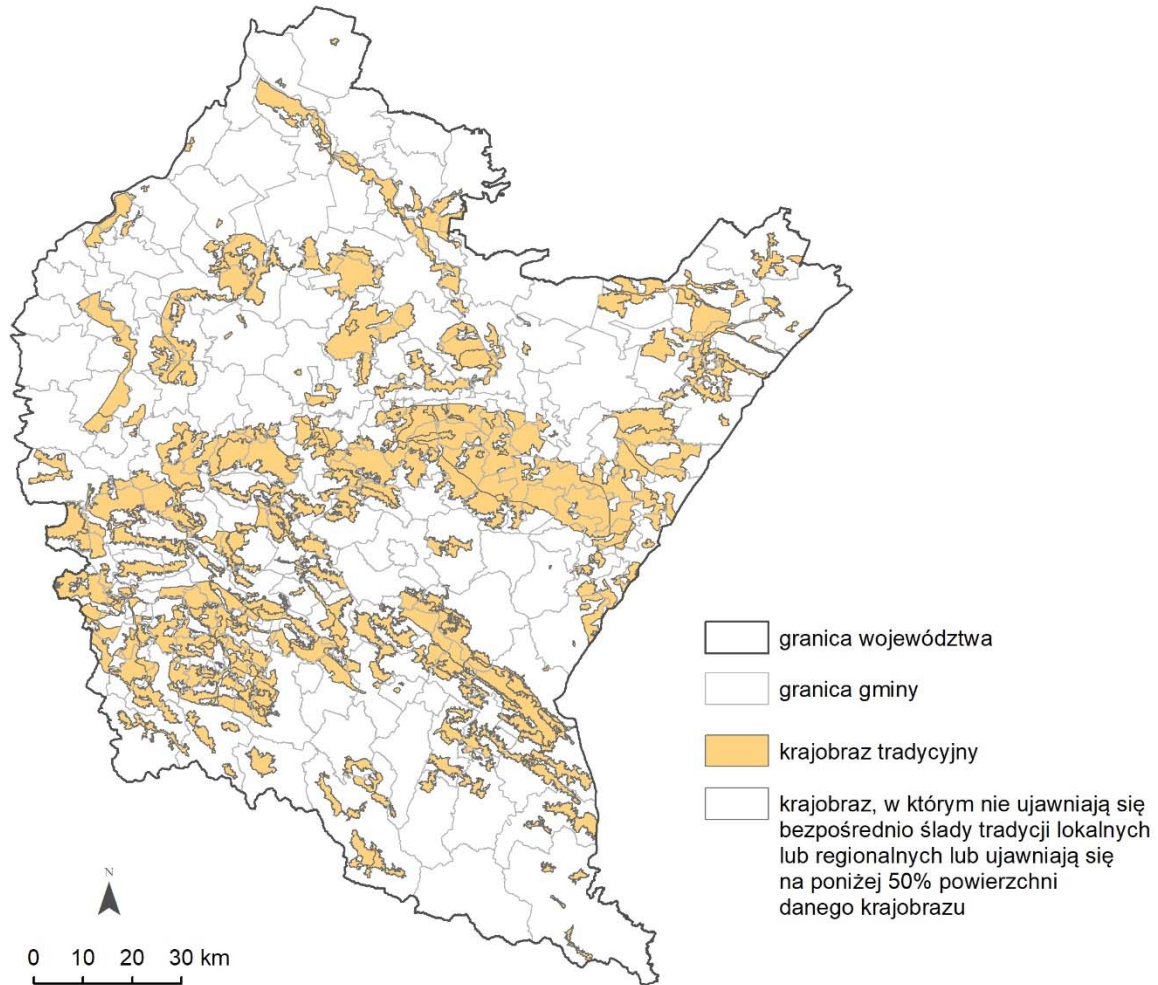 granica województwa
granica gminy
krajobraz tradycyjny
krajobraz, w którym nie ujawniają się
bezpośrednio ślady tradycji lokalnych
lub regionalnych lub ujawniają się
na poniżej 50% powierzchni
danego krajobrazu
N
0 10 20 30 km